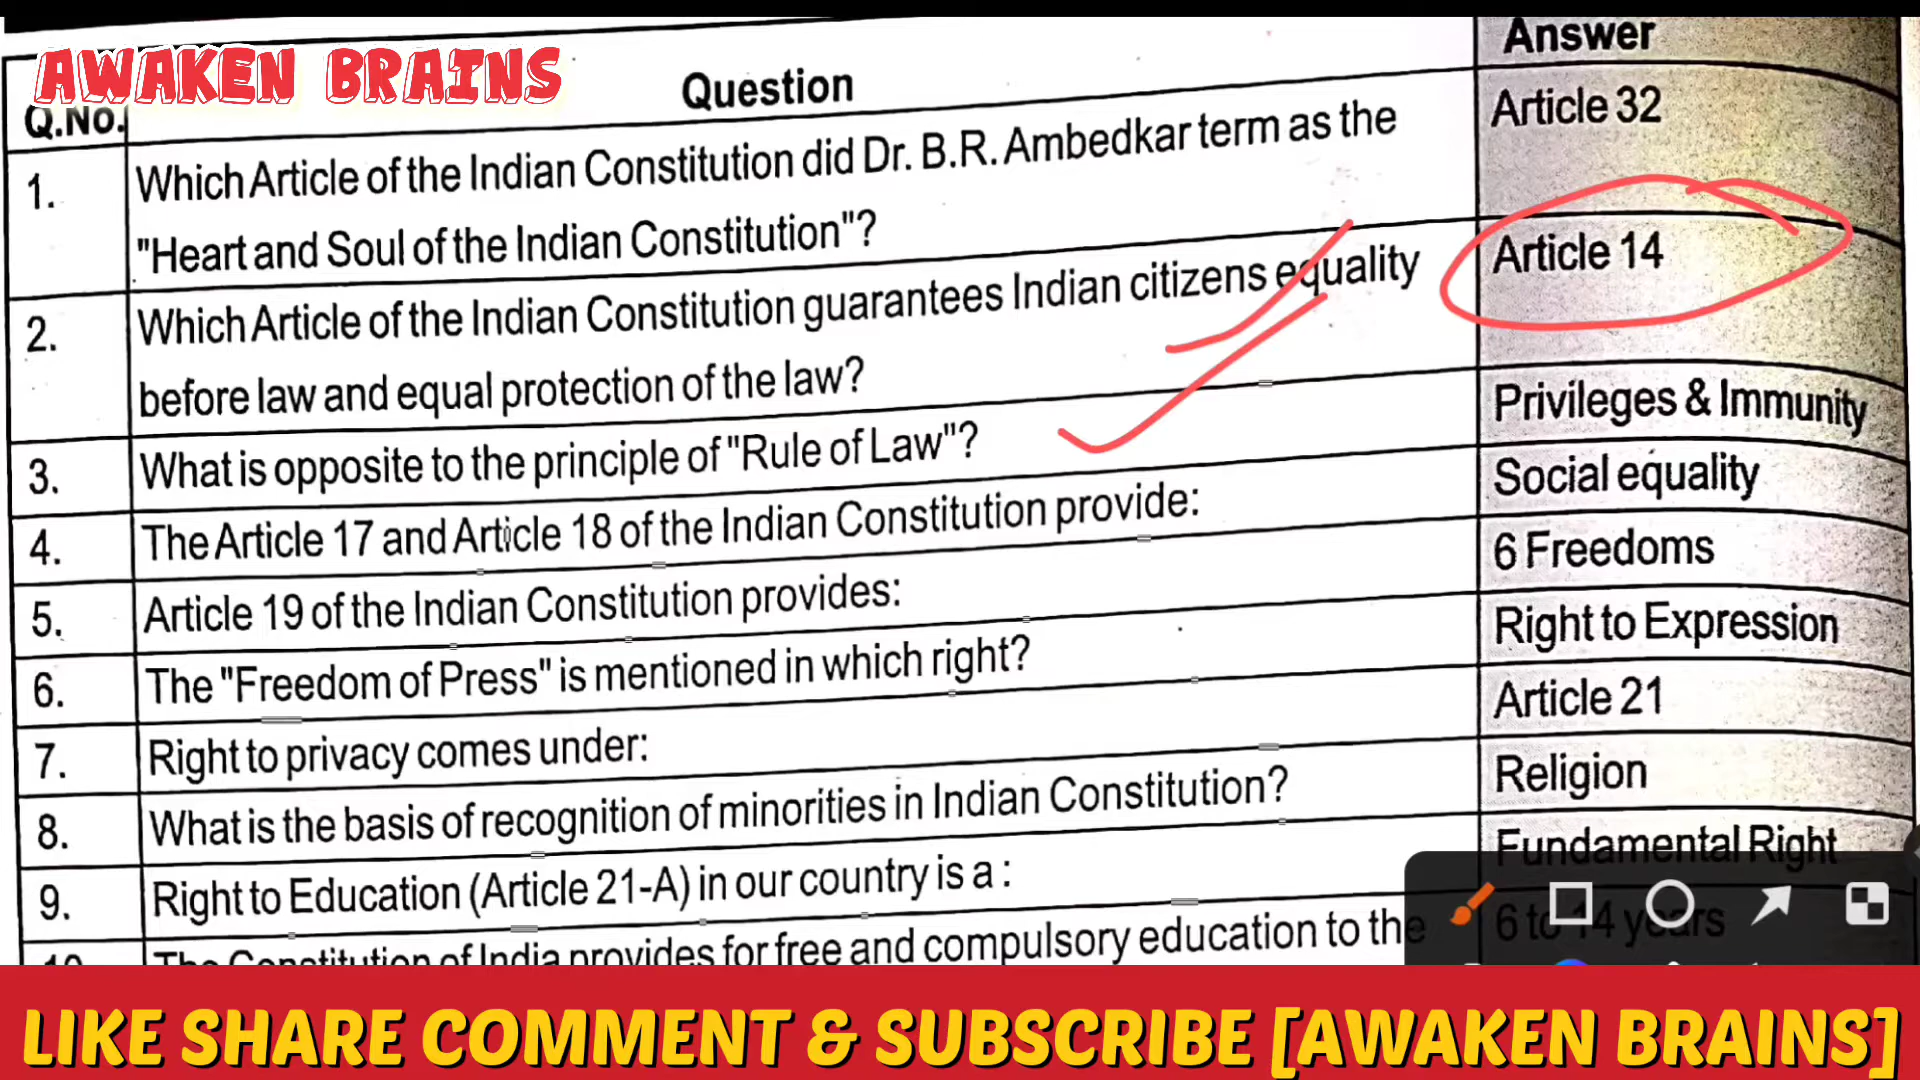 AWAKEN BRAINS
Q.No. Question Answer
1. Which Article of the Indian Constitution did Dr. B.R. Ambedkar term as the Article 32
"Heart and Soul of the Indian Constitution"?
2. Which Article of the Indian Constitution guarantees Indian citizens equality Article 14
before law and equal protection of the law?
3. What is opposite to the principle of "Rule of Law"? Privileges & Immunity
4. The Article 17 and Article 18 of the Indian Constitution provide: Social equality
5. Article 19 of the Indian Constitution provides: 6 Freedoms
6. The "Freedom of Press" is mentioned in which right? Right to Expression
7. Right to privacy comes under: Article 21
8. What is the basis of recognition of minorities in Indian Constitution? Religion
9. Right to Education (Article 21-A) in our country is a : Fundamental Right
10. The Constitution of India provides for free and compulsory education to the 6 to 14 years
LIKE SHARE COMMENT & SUBSCRIBE [AWAKEN BRAINS]